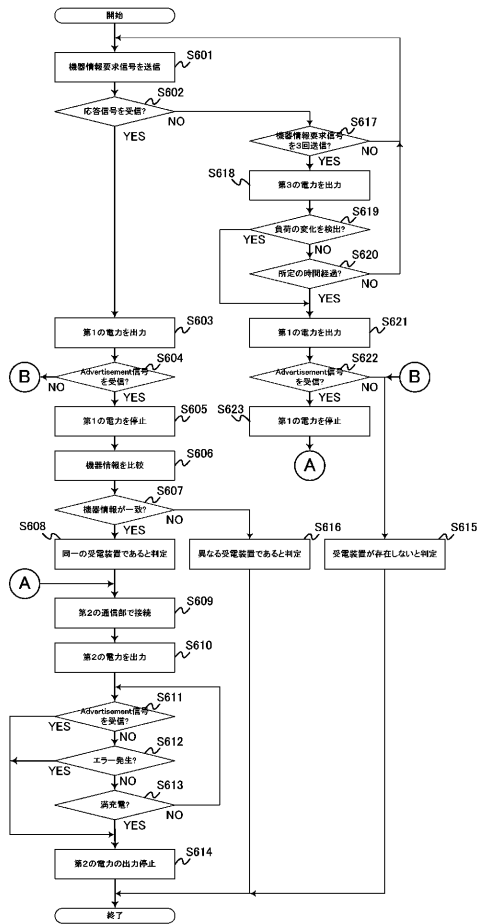 開始
機器情報要求信号を送信
S601
応答信号を受信?
S602
YES
NO
機器情報要求信号
を3回送信?
S617
YES
NO
第3の電力を出力
S618
負荷の変化を検出?
S619
YES
NO
所定の時間経過?
S620
YES
NO
第1の電力を出力
S603
第1の電力を出力
S621
B
Advertisement信号
を受信?
S604
NO
YES
Advertisement信号
を受信?
S622
YES
NO
B
第1の電力を停止
S605
第1の電力を停止
S623
A
機器情報を比較
S606
機器情報が一致?
S607
YES
NO
同一の受電装置であると判定
S608
異なる受電装置であると判定
S616
受電装置が存在しないと判定
S615
A
第2の通信部で接続
S609
第2の電力を出力
S610
Advertisement信号
を受信?
S611
YES
NO
エラー発生?
S612
YES
NO
満充電?
S613
YES
NO
第2の電力の出力停止
S614
終了